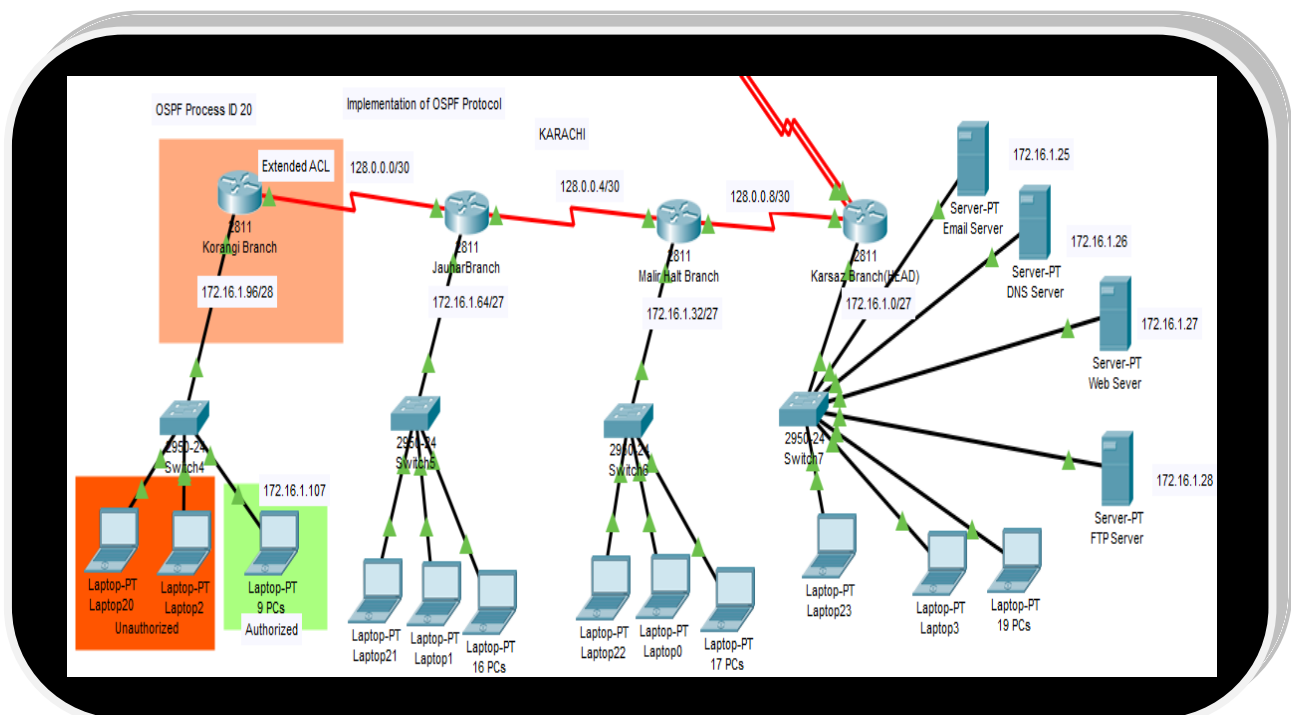 OSPF Process ID 20
Implementation of OSPF Protocol
KARACHI
Extended ACL
128.0.0.0/30
128.0.0.4/30
128.0.0.8/30
2811
Korangi Branch
2811
JauharBranch
2811
Malir Halt Branch
2811
Karsaz Branch(HEAD)
172.16.1.96/28
172.16.1.64/27
172.16.1.32/27
172.16.1.0/27
172.16.1.25
Server-PT
Email Server
172.16.1.26
Server-PT
DNS Server
172.16.1.27
Server-PT
Web Sever
172.16.1.28
Server-PT
FTP Server
2950-24
Switch4
2950-24
Switch5
2950-24
Switch6
2950-24
Switch7
172.16.1.107
Laptop-PT
Laptop20
Laptop-PT
Laptop2
Unauthorized
Laptop-PT
9 PCs
Authorized
Laptop-PT
Laptop21
Laptop-PT
Laptop1
Laptop-PT
16 PCs
Laptop-PT
Laptop22
Laptop-PT
Laptop0
Laptop-PT
17 PCs
Laptop-PT
Laptop23
Laptop-PT
Laptop3
Laptop-PT
19 PCs